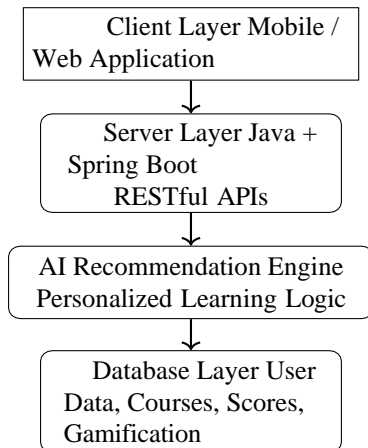 Client Layer Mobile /
Web Application
Server Layer Java +
Spring Boot
RESTful APIs
AI Recommendation Engine
Personalized Learning Logic
Database Layer User
Data, Courses, Scores,
Gamification